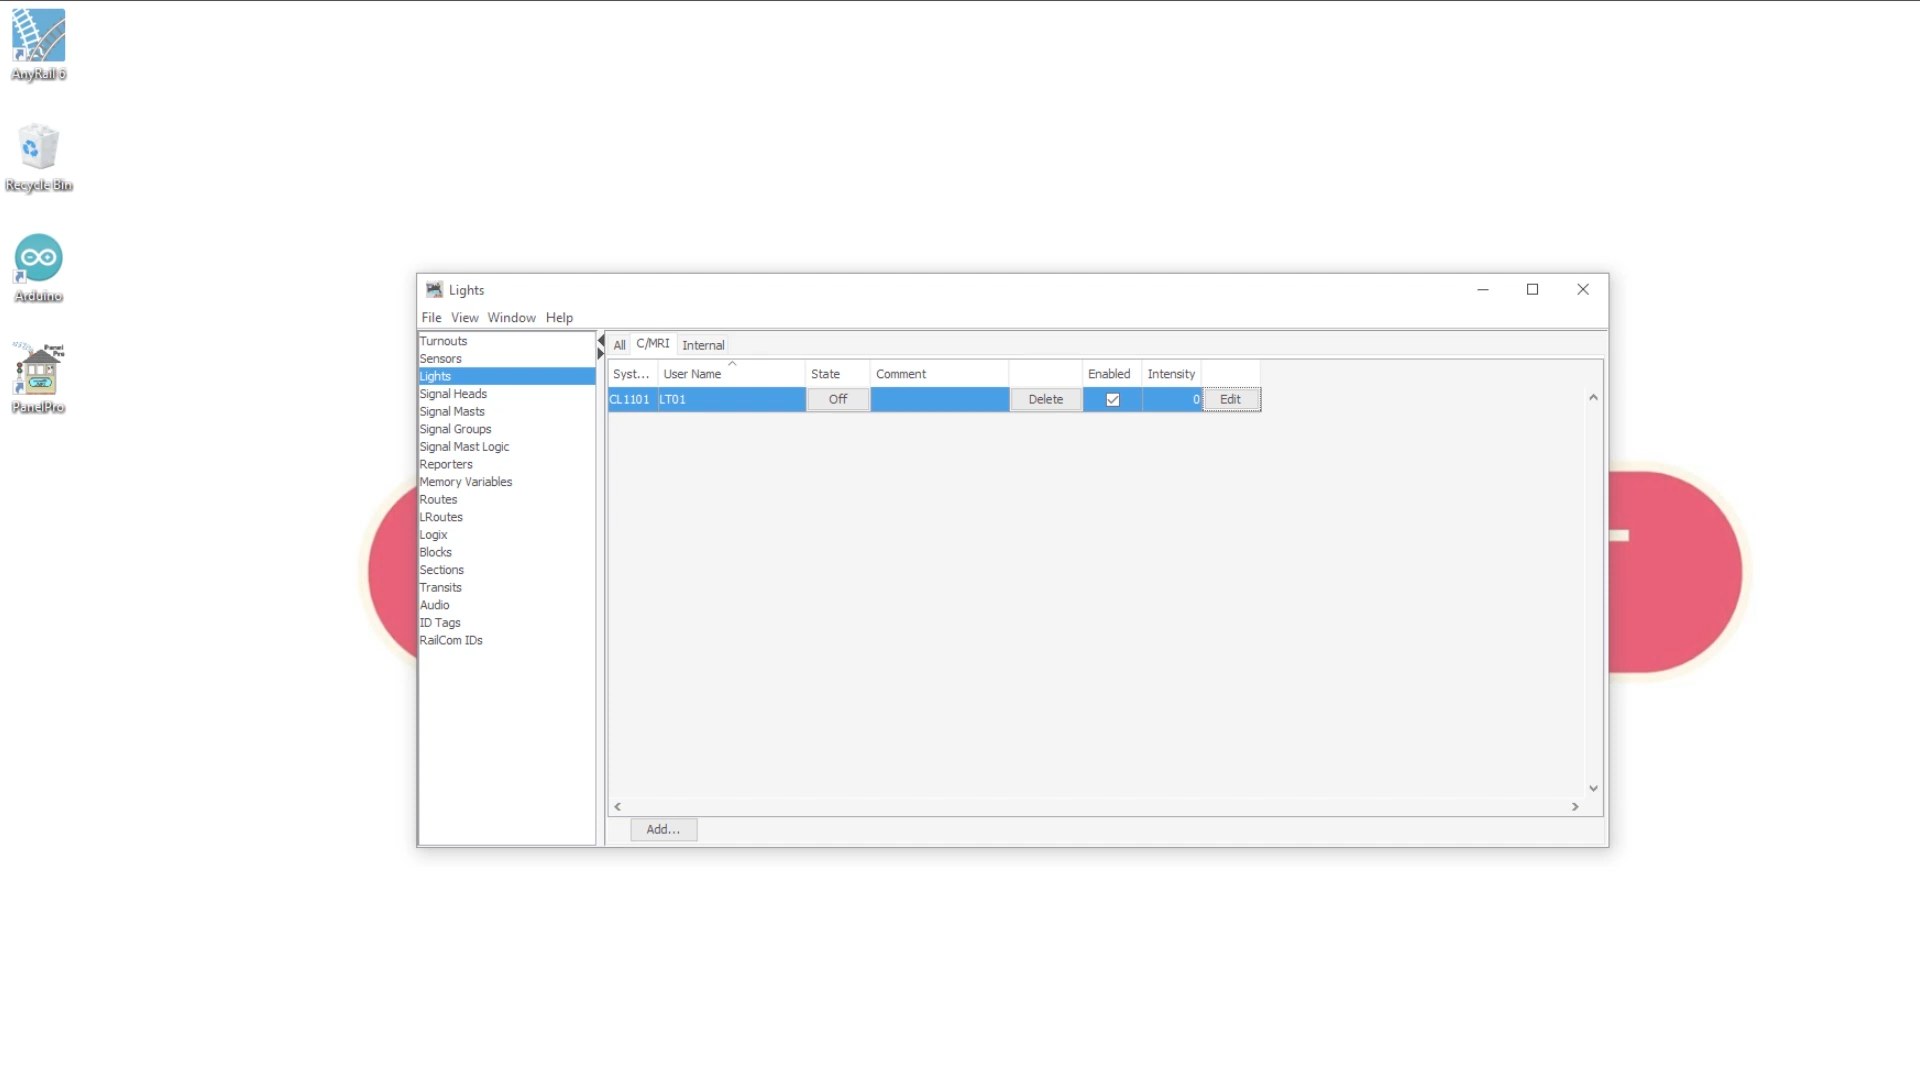 AnyRail 6
Recycle Bin
Arduino
PanelPro
Lights
File View Window Help
Turnouts
Sensors
Lights
Signal Heads
Signal Masts
Signal Groups
Signal Mast Logic
Reporters
Memory Variables
Routes
LRoutes
Logix
Blocks
Sections
Transits
Audio
ID Tags
RailCom IDs
All C/MRI Internal
Syst... User Name State Comment Enabled Intensity
CL1101 LT01 Off Delete 0 Edit
Add...